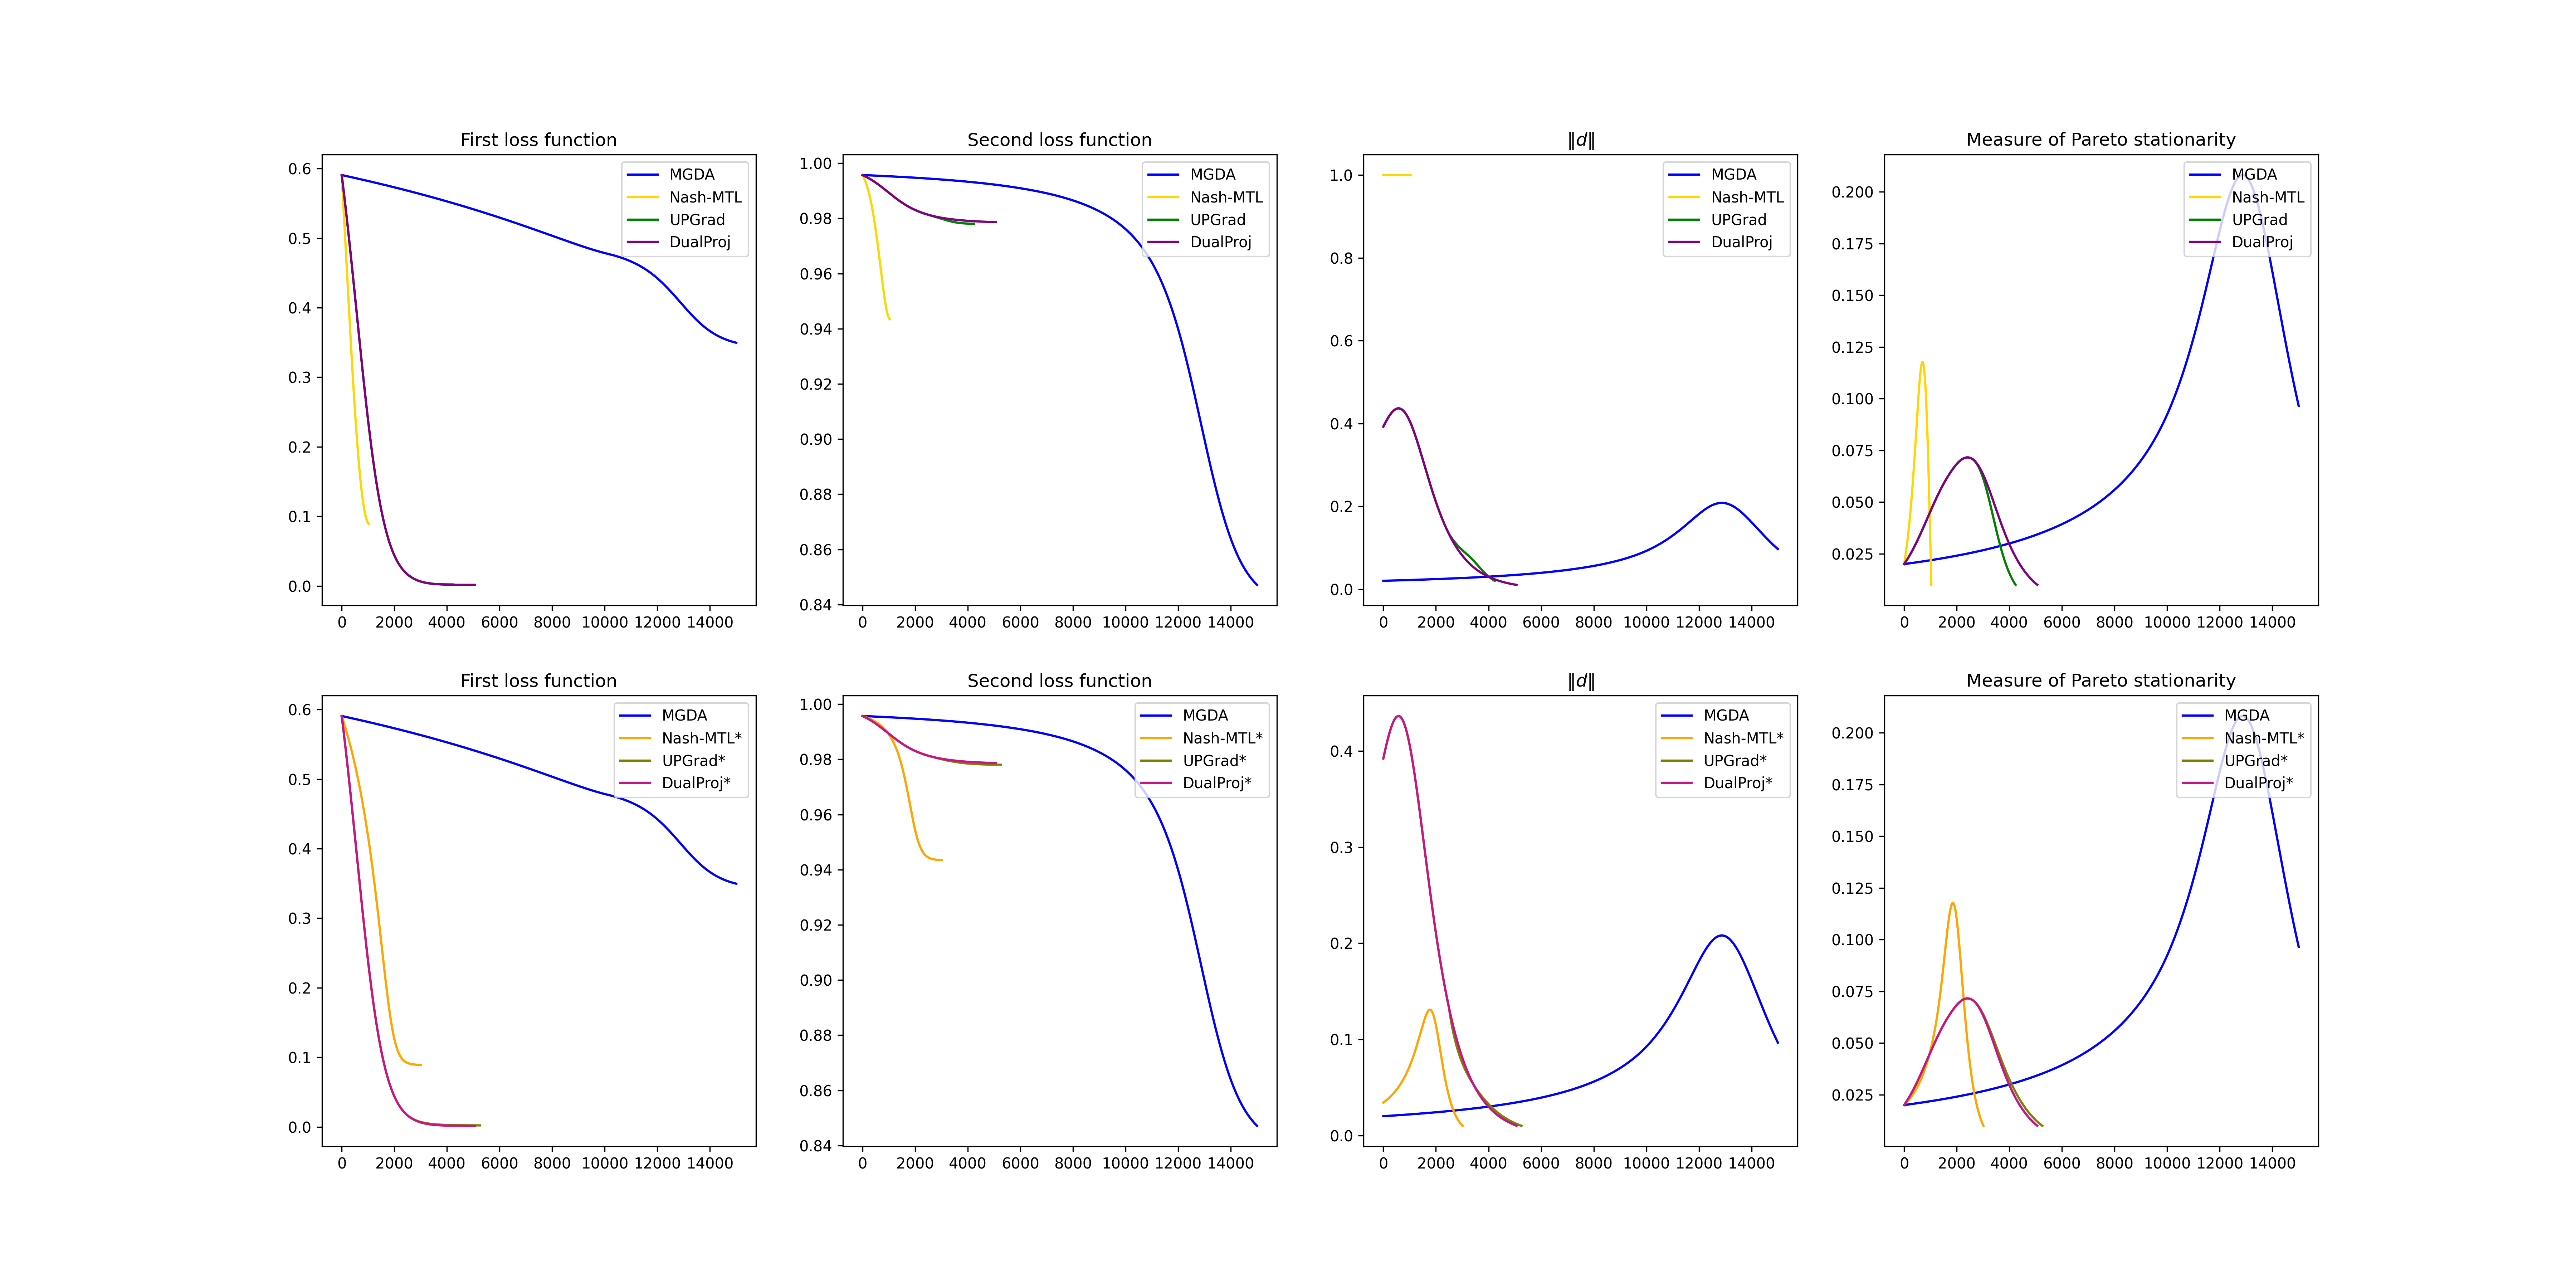 First loss function
0.6
0.5
0.4
0.3
0.2
0.1
0.0
0 2000 4000 6000 8000 10000 12000 14000
MGDA
Nash-MTL
UPGrad
DualProj
Second loss function
1.00
0.98
0.96
0.94
0.92
0.90
0.88
0.86
0.84
0 2000 4000 6000 8000 10000 12000 14000
MGDA
Nash-MTL
UPGrad
DualProj
‖d‖
1.0
0.8
0.6
0.4
0.2
0.0
0 2000 4000 6000 8000 10000 12000 14000
MGDA
Nash-MTL
UPGrad
DualProj
Measure of Pareto stationarity
0.200
0.175
0.150
0.125
0.100
0.075
0.050
0.025
0 2000 4000 6000 8000 10000 12000 14000
MGDA
Nash-MTL
UPGrad
DualProj
First loss function
0.6
0.5
0.4
0.3
0.2
0.1
0.0
0 2000 4000 6000 8000 10000 12000 14000
MGDA
Nash-MTL*
UPGrad*
DualProj*
Second loss function
1.00
0.98
0.96
0.94
0.92
0.90
0.88
0.86
0.84
0 2000 4000 6000 8000 10000 12000 14000
MGDA
Nash-MTL*
UPGrad*
DualProj*
‖d‖
0.4
0.3
0.2
0.1
0.0
0 2000 4000 6000 8000 10000 12000 14000
MGDA
Nash-MTL*
UPGrad*
DualProj*
Measure of Pareto stationarity
0.200
0.175
0.150
0.125
0.100
0.075
0.050
0.025
0 2000 4000 6000 8000 10000 12000 14000
MGDA
Nash-MTL*
UPGrad*
DualProj*